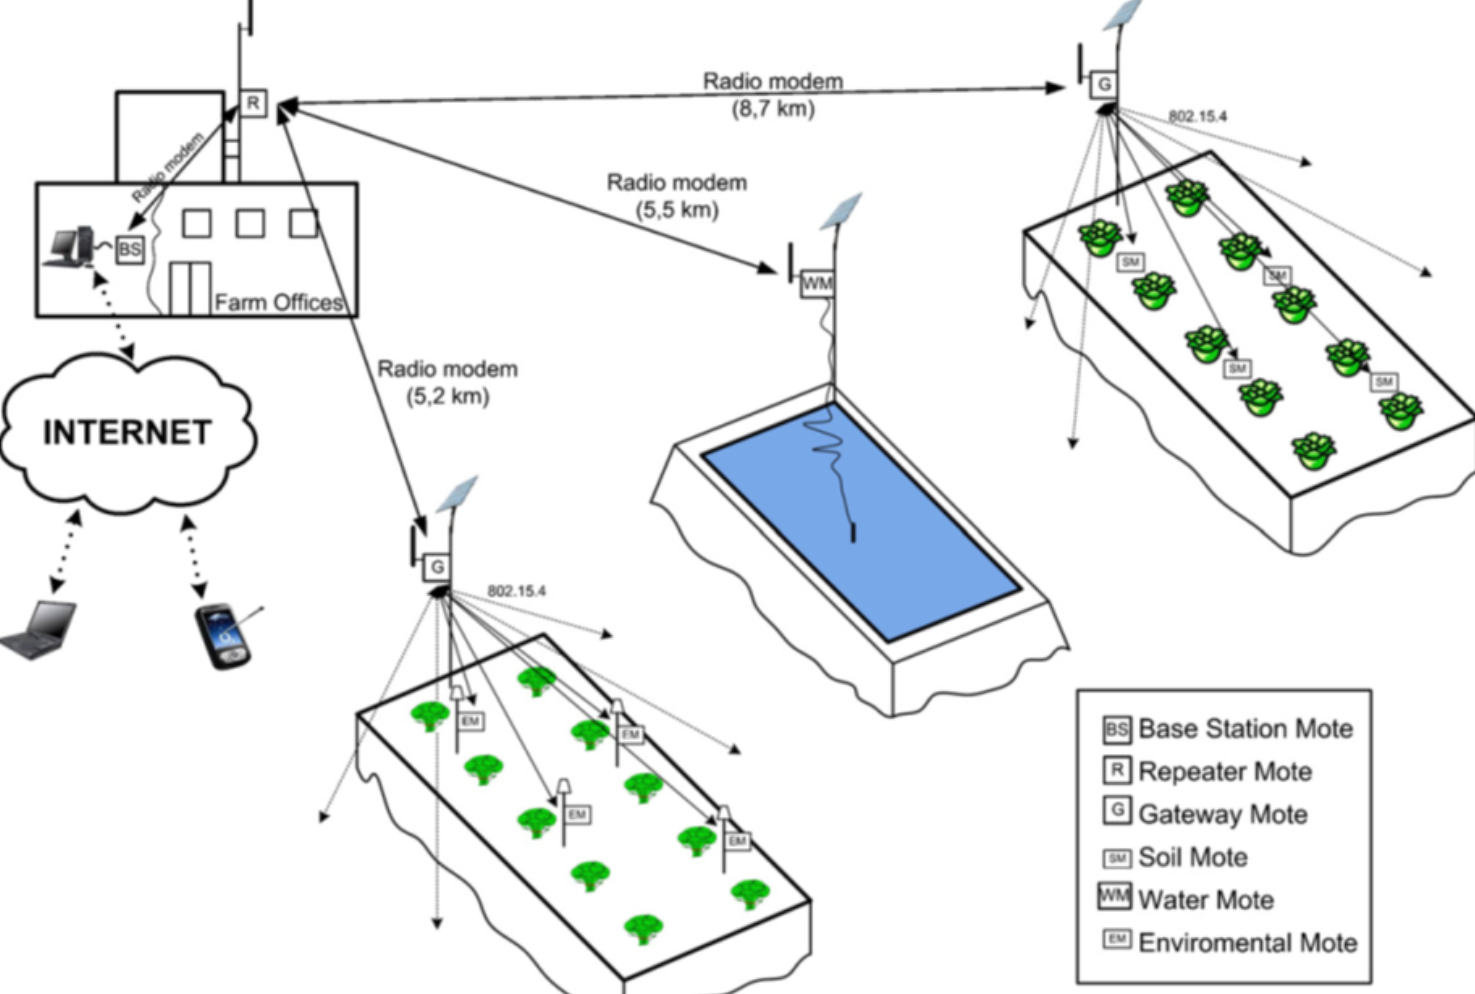 R
Radio modem
(8,7 km)
G
802.15.4
Radio modem
BS
Farm Offices
Radio modem
(5,5 km)
WM
SM
SM
SM
SM
Radio modem
(5,2 km)
INTERNET
G
802.15.4
EM
EM
EM
EM
BS Base Station Mote
R Repeater Mote
G Gateway Mote
SM Soil Mote
WM Water Mote
EM Enviromental Mote